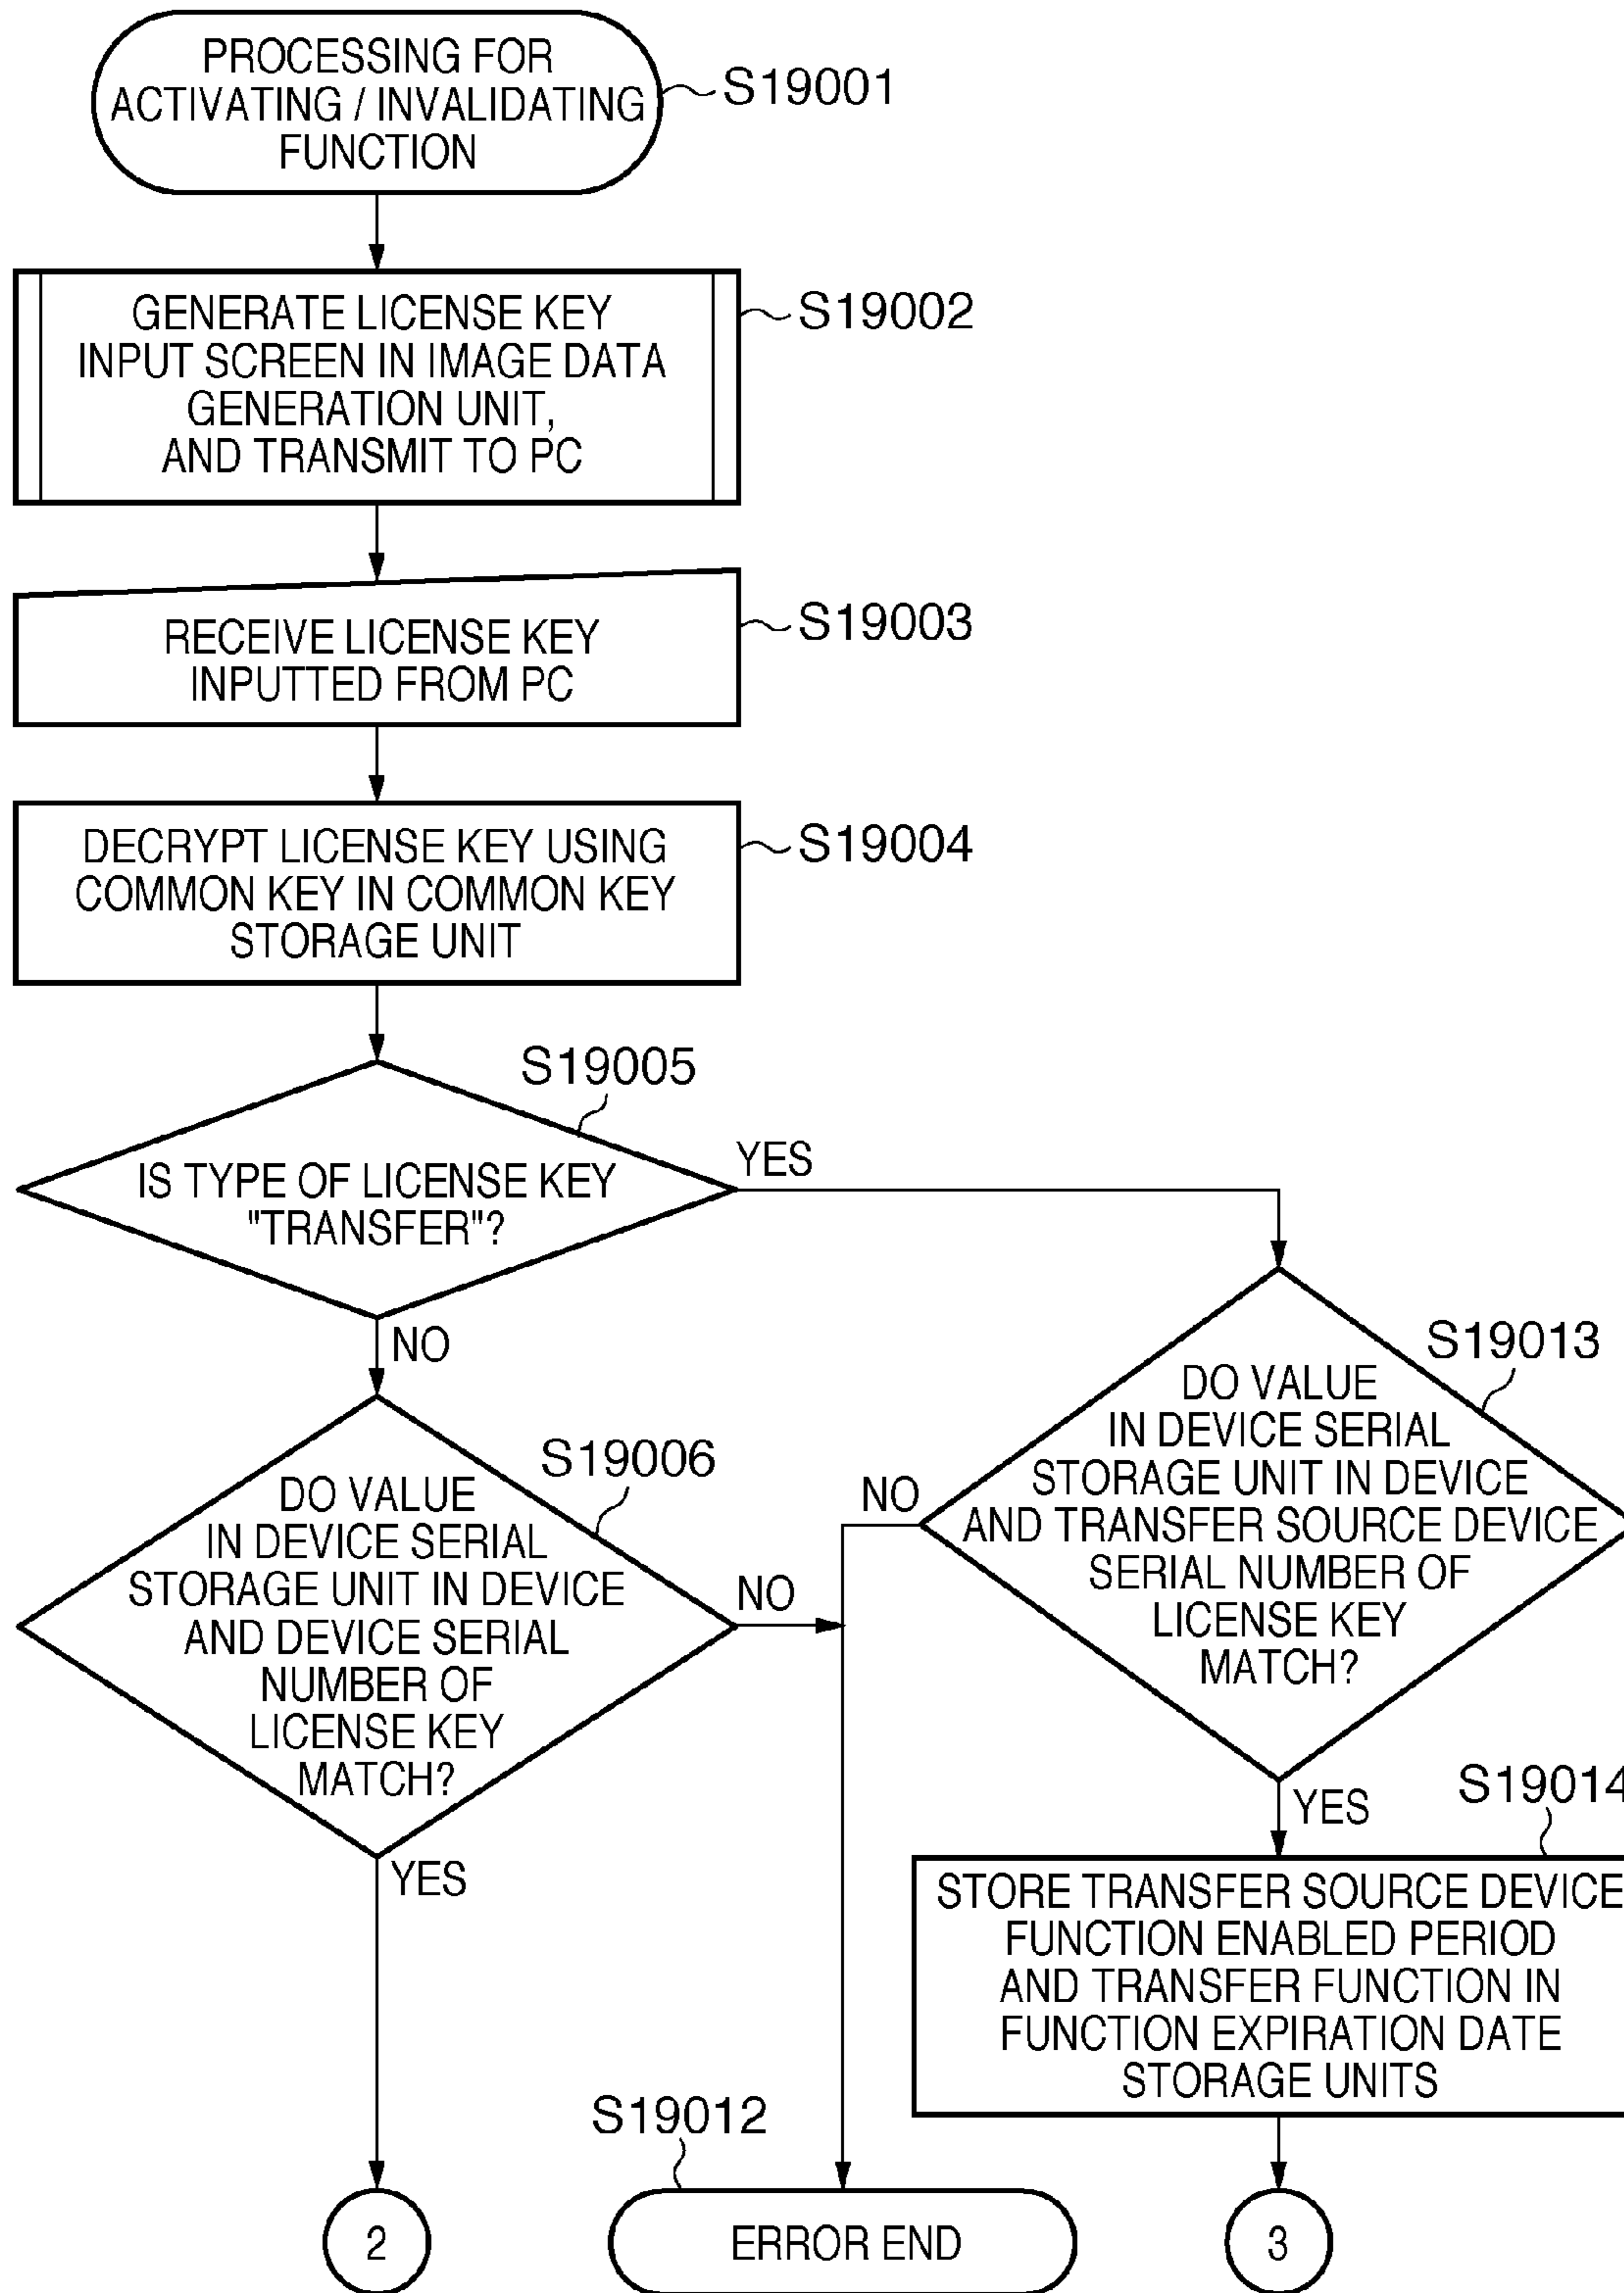 PROCESSING FOR
ACTIVATING / INVALIDATING
FUNCTION
S19001
GENERATE LICENSE KEY
INPUT SCREEN IN IMAGE DATA
GENERATION UNIT,
AND TRANSMIT TO PC
S19002
RECEIVE LICENSE KEY
INPUTTED FROM PC
S19003
DECRYPT LICENSE KEY USING
COMMON KEY IN COMMON KEY
STORAGE UNIT
S19004
S19005
IS TYPE OF LICENSE KEY
"TRANSFER"?
YES
NO
S19006
DO VALUE
IN DEVICE SERIAL
STORAGE UNIT IN DEVICE
AND DEVICE SERIAL
NUMBER OF
LICENSE KEY
MATCH?
NO
YES
S19013
DO VALUE
IN DEVICE SERIAL
STORAGE UNIT IN DEVICE
AND TRANSFER SOURCE DEVICE
SERIAL NUMBER OF
LICENSE KEY
MATCH?
NO
YES
S19014
STORE TRANSFER SOURCE DEVICE
FUNCTION ENABLED PERIOD
AND TRANSFER FUNCTION IN
FUNCTION EXPIRATION DATE
STORAGE UNITS
S19012
2
ERROR END
3